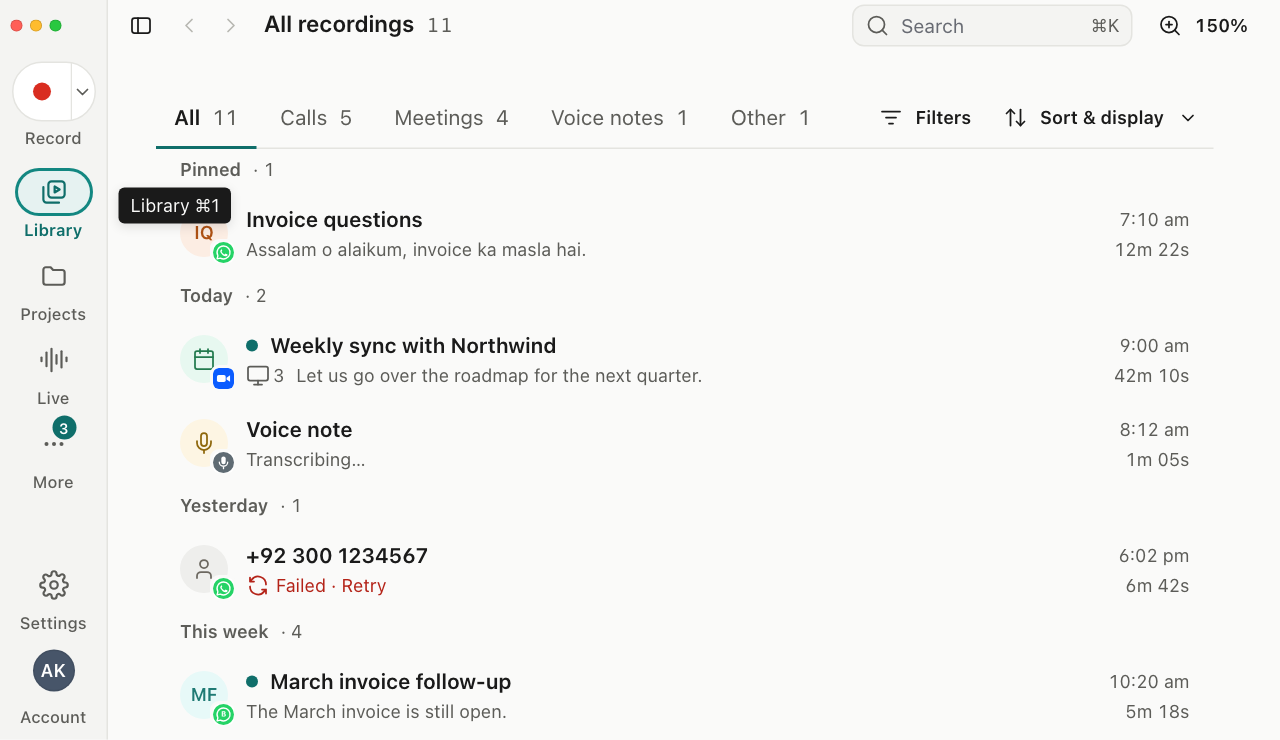 All recordings 11
Search ⌘K
150%
Record
Library
Projects
Live
3
More
Settings
AK
Account
Library ⌘1
All 11
Calls 5
Meetings 4
Voice notes 1
Other 1
Filters
Sort & display
Pinned · 1
IQ
Invoice questions 7:10 am
Assalam o alaikum, invoice ka masla hai. 12m 22s
Today · 2
Weekly sync with Northwind 9:00 am
3 Let us go over the roadmap for the next quarter. 42m 10s
Voice note 8:12 am
Transcribing... 1m 05s
Yesterday · 1
+92 300 1234567 6:02 pm
Failed · Retry 6m 42s
This week · 4
MF
March invoice follow-up 10:20 am
The March invoice is still open. 5m 18s